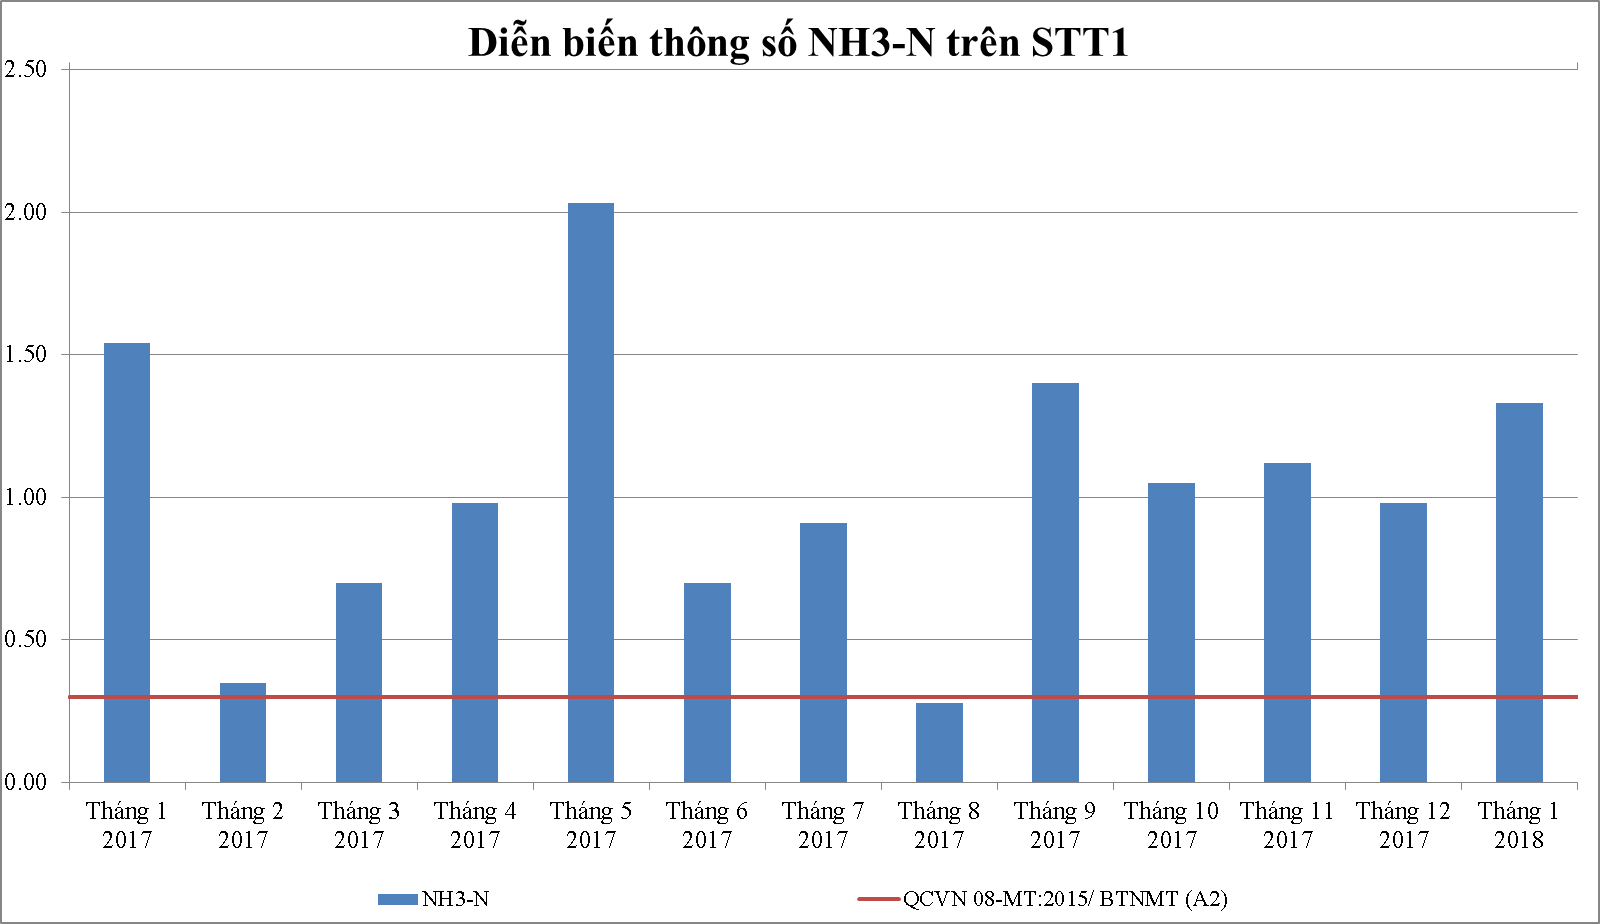 Diễn biến thông số NH3-N trên STT1
2.50
2.00
1.50
1.00
0.50
0.00
Tháng 1 2017
Tháng 2 2017
Tháng 3 2017
Tháng 4 2017
Tháng 5 2017
Tháng 6 2017
Tháng 7 2017
Tháng 8 2017
Tháng 9 2017
Tháng 10 2017
Tháng 11 2017
Tháng 12 2017
Tháng 1 2018
NH3-N
QCVN 08-MT:2015/ BTNMT (A2)